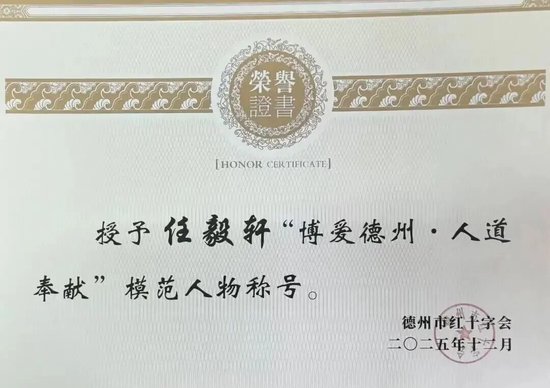 榮譽
證書
[HONOR CERTIFICATE]
授予任毅轩“博爱德州·人道
奉献”模范人物称号。
德州市红十字会
二〇二五年十二月